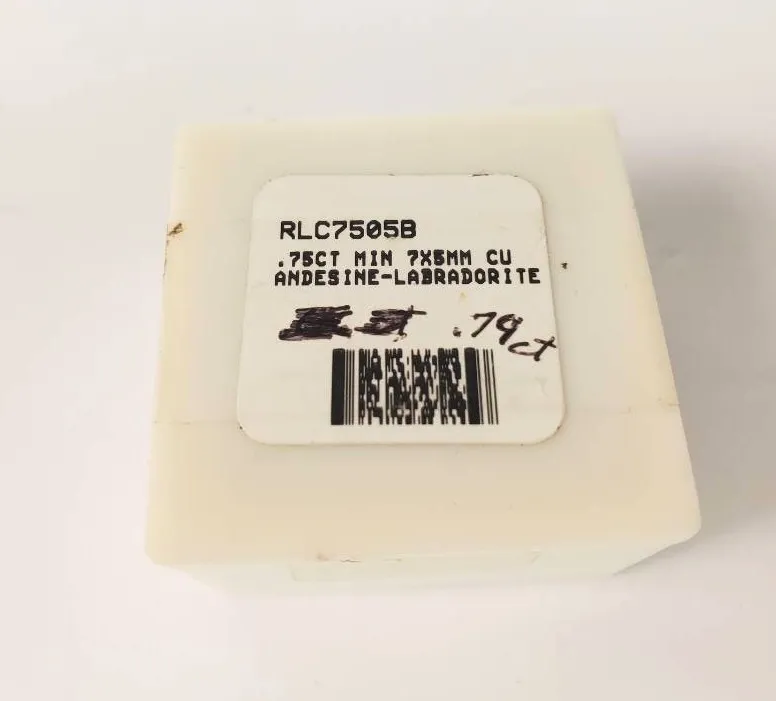 RLC7505B
.75CT MIN 7X5MM CU
ANDESINE-LABRADORITE
.79ct